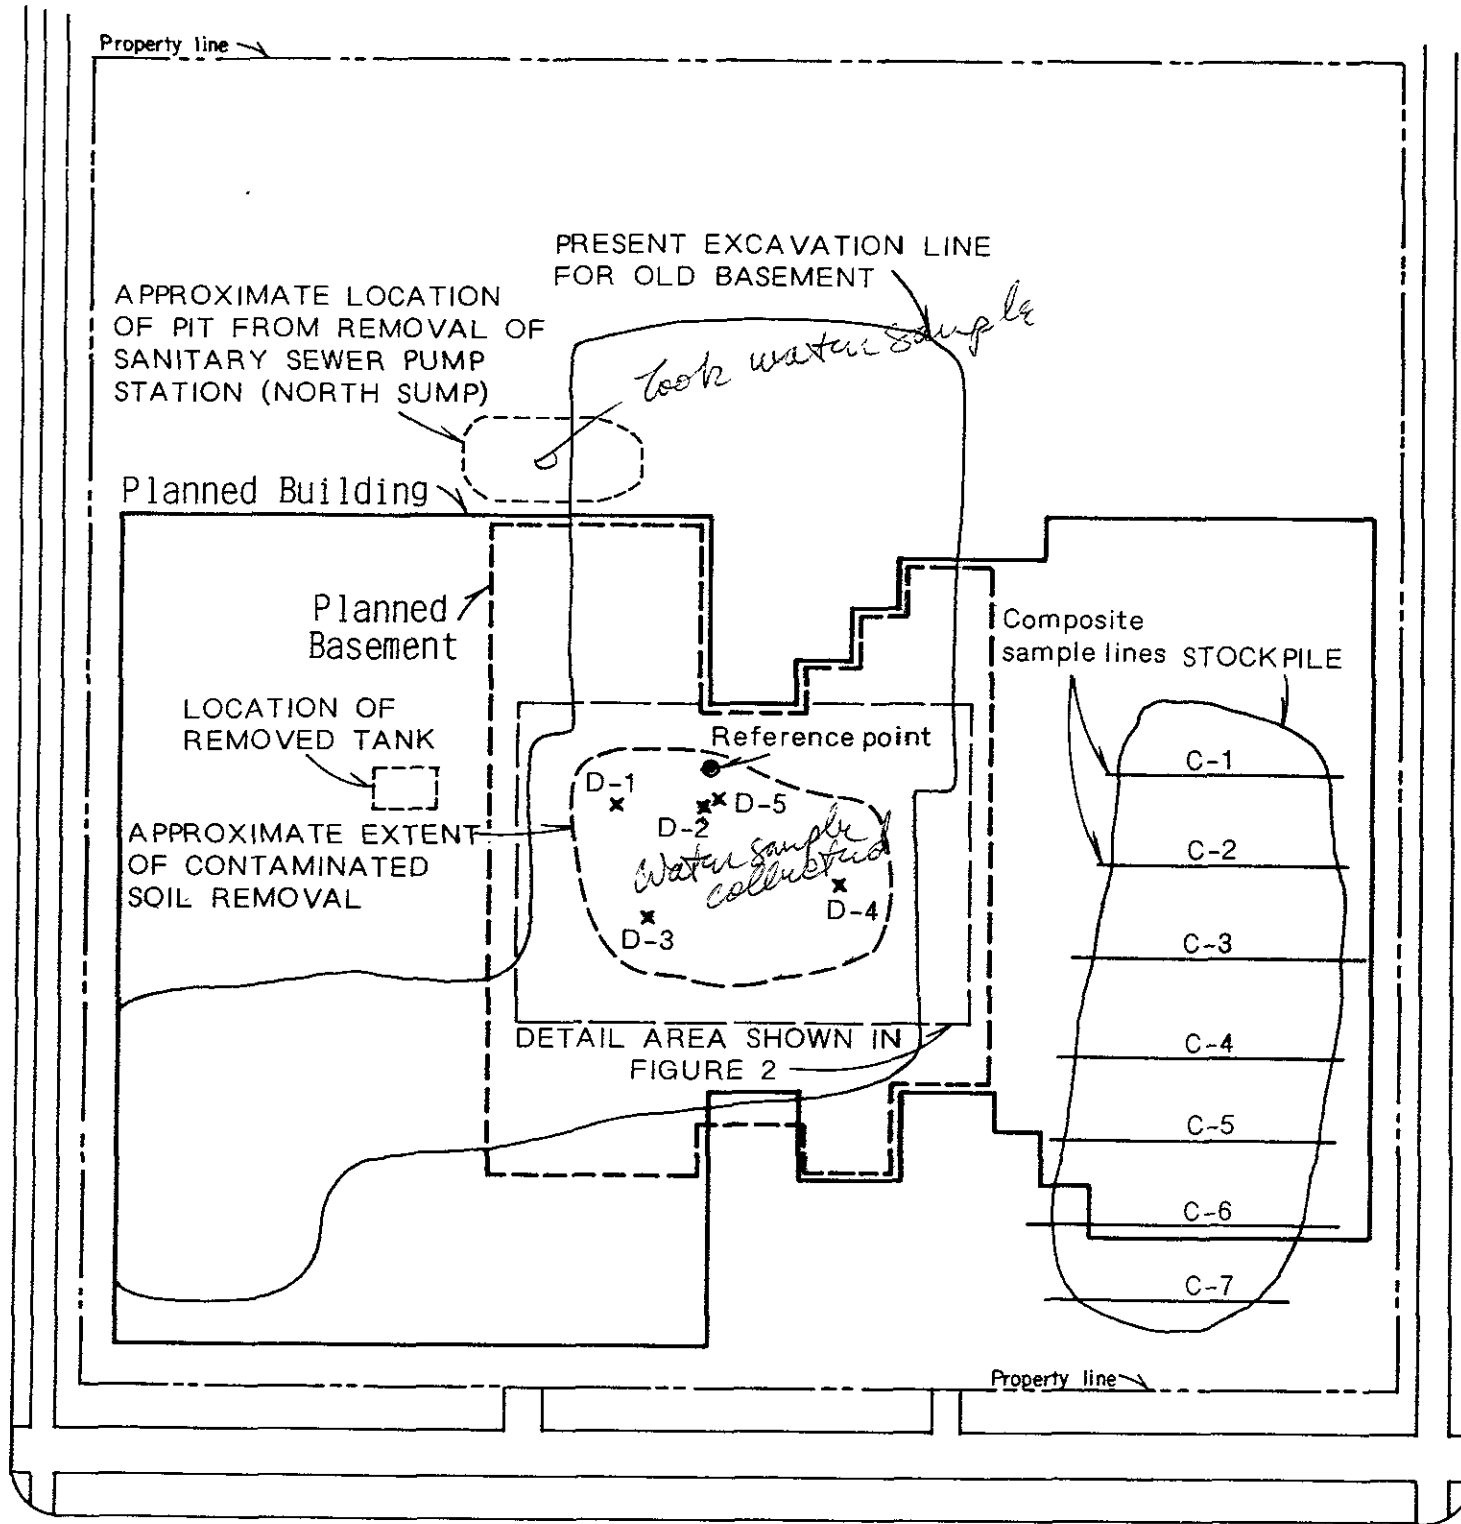 Property line
PRESENT EXCAVATION LINE
FOR OLD BASEMENT
APPROXIMATE LOCATION
OF PIT FROM REMOVAL OF
SANITARY SEWER PUMP
STATION (NORTH SUMP)
Took water sample
Planned Building
Planned
Basement
Composite
sample lines
STOCKPILE
LOCATION OF
REMOVED TANK
Reference point
C-1
D-1
D-5
D-2
APPROXIMATE EXTENT
OF CONTAMINATED
SOIL REMOVAL
Water sample
collected
C-2
D-4
D-3
C-3
DETAIL AREA SHOWN IN
FIGURE 2
C-4
C-5
C-6
C-7
Property line